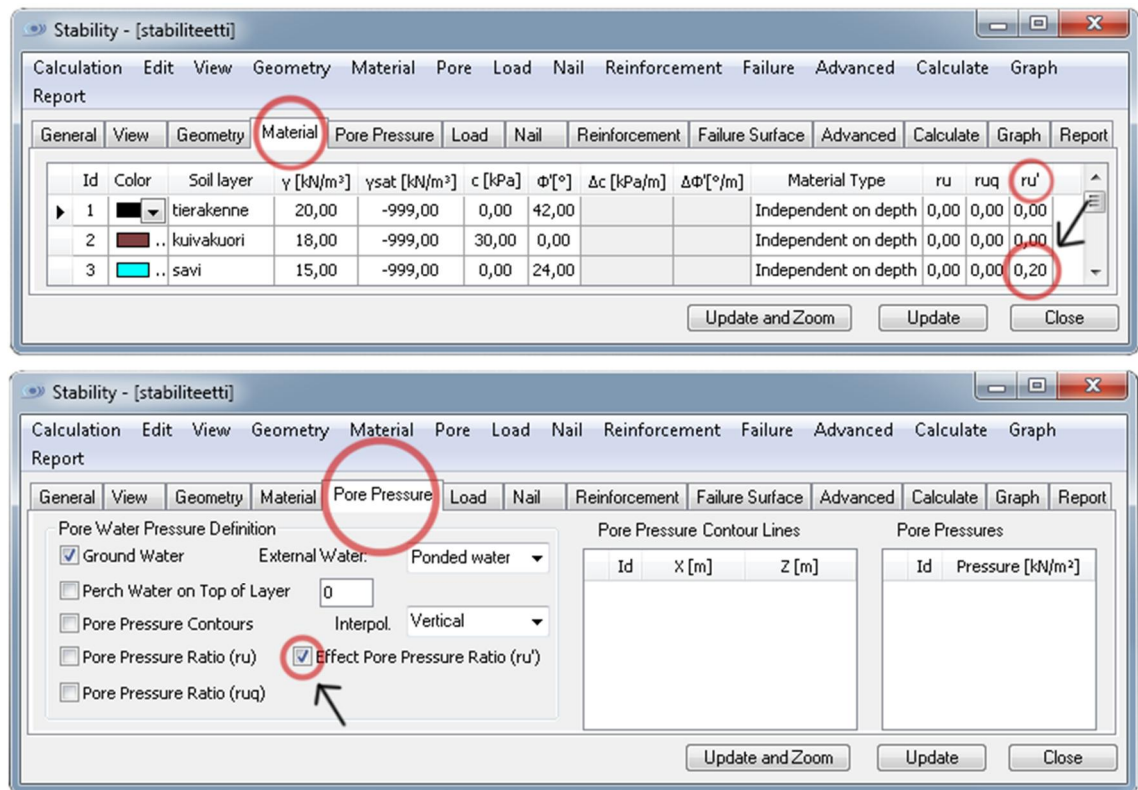 Stability - [stabiliteetti]
Calculation Edit View Geometry Material Pore Load Nail Reinforcement Failure Advanced Calculate Graph
Report
General View Geometry Material Pore Pressure Load Nail Reinforcement Failure Surface Advanced Calculate Graph Report
Id Color Soil layer γ [kN/m³] γsat [kN/m³] c [kPa] Φ'[°] Δc [kPa/m] ΔΦ'[°/m] Material Type ru ruq ru'
1 tierakenne 20,00 -999,00 0,00 42,00 Independent on depth 0,00 0,00 0,00
2 .. kuivakuori 18,00 -999,00 30,00 0,00 Independent on depth 0,00 0,00 0,00
3 .. savi 15,00 -999,00 0,00 24,00 Independent on depth 0,00 0,00 0,20
Update and Zoom Update Close
Stability - [stabiliteetti]
Calculation Edit View Geometry Material Pore Load Nail Reinforcement Failure Advanced Calculate Graph
Report
General View Geometry Material Pore Pressure Load Nail Reinforcement Failure Surface Advanced Calculate Graph Report
Pore Water Pressure Definition Pore Pressure Contour Lines Pore Pressures
Ground Water External Water: Ponded water Id X [m] Z [m] Id Pressure [kN/m²]
Perch Water on Top of Layer 0
Pore Pressure Contours Interpol. Vertical
Pore Pressure Ratio (ru) Effect Pore Pressure Ratio (ru')
Pore Pressure Ratio (ruq)
Update and Zoom Update Close